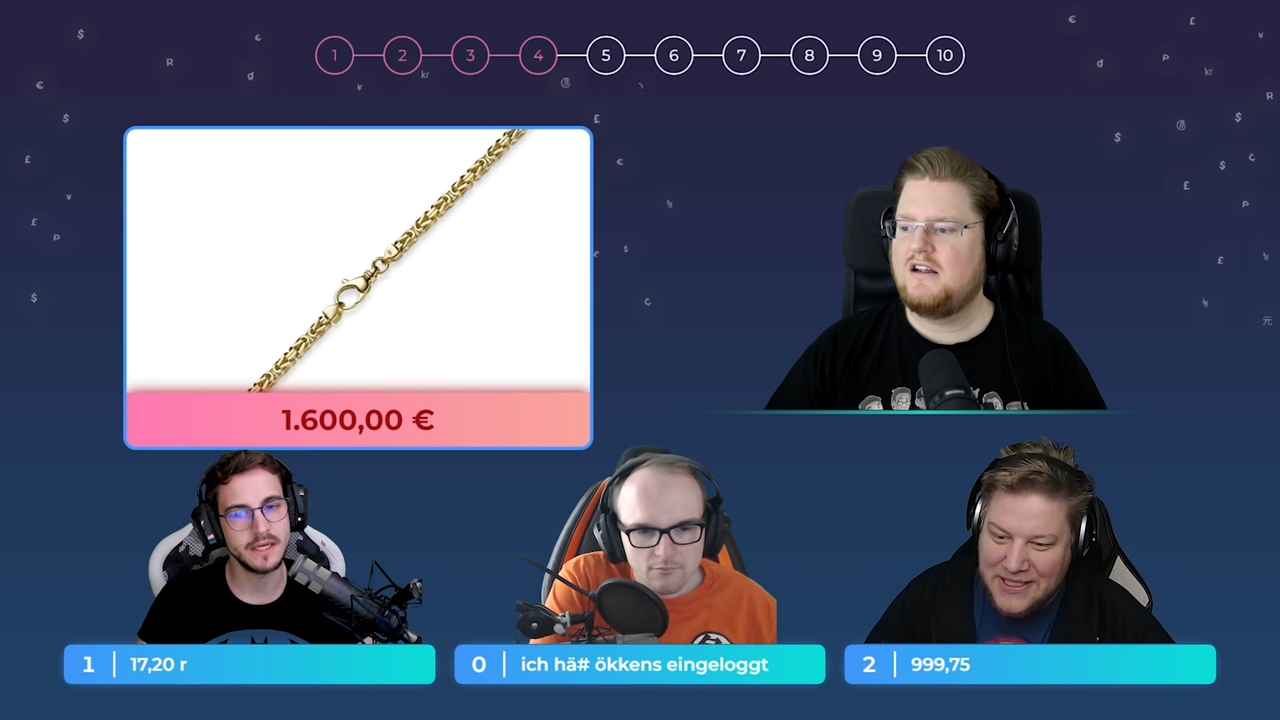 1 2 3 4 5 6 7 8 9 10
1.600,00 €
1 17,20 r
0 ich hä# ökkens eingeloggt
2 999,75